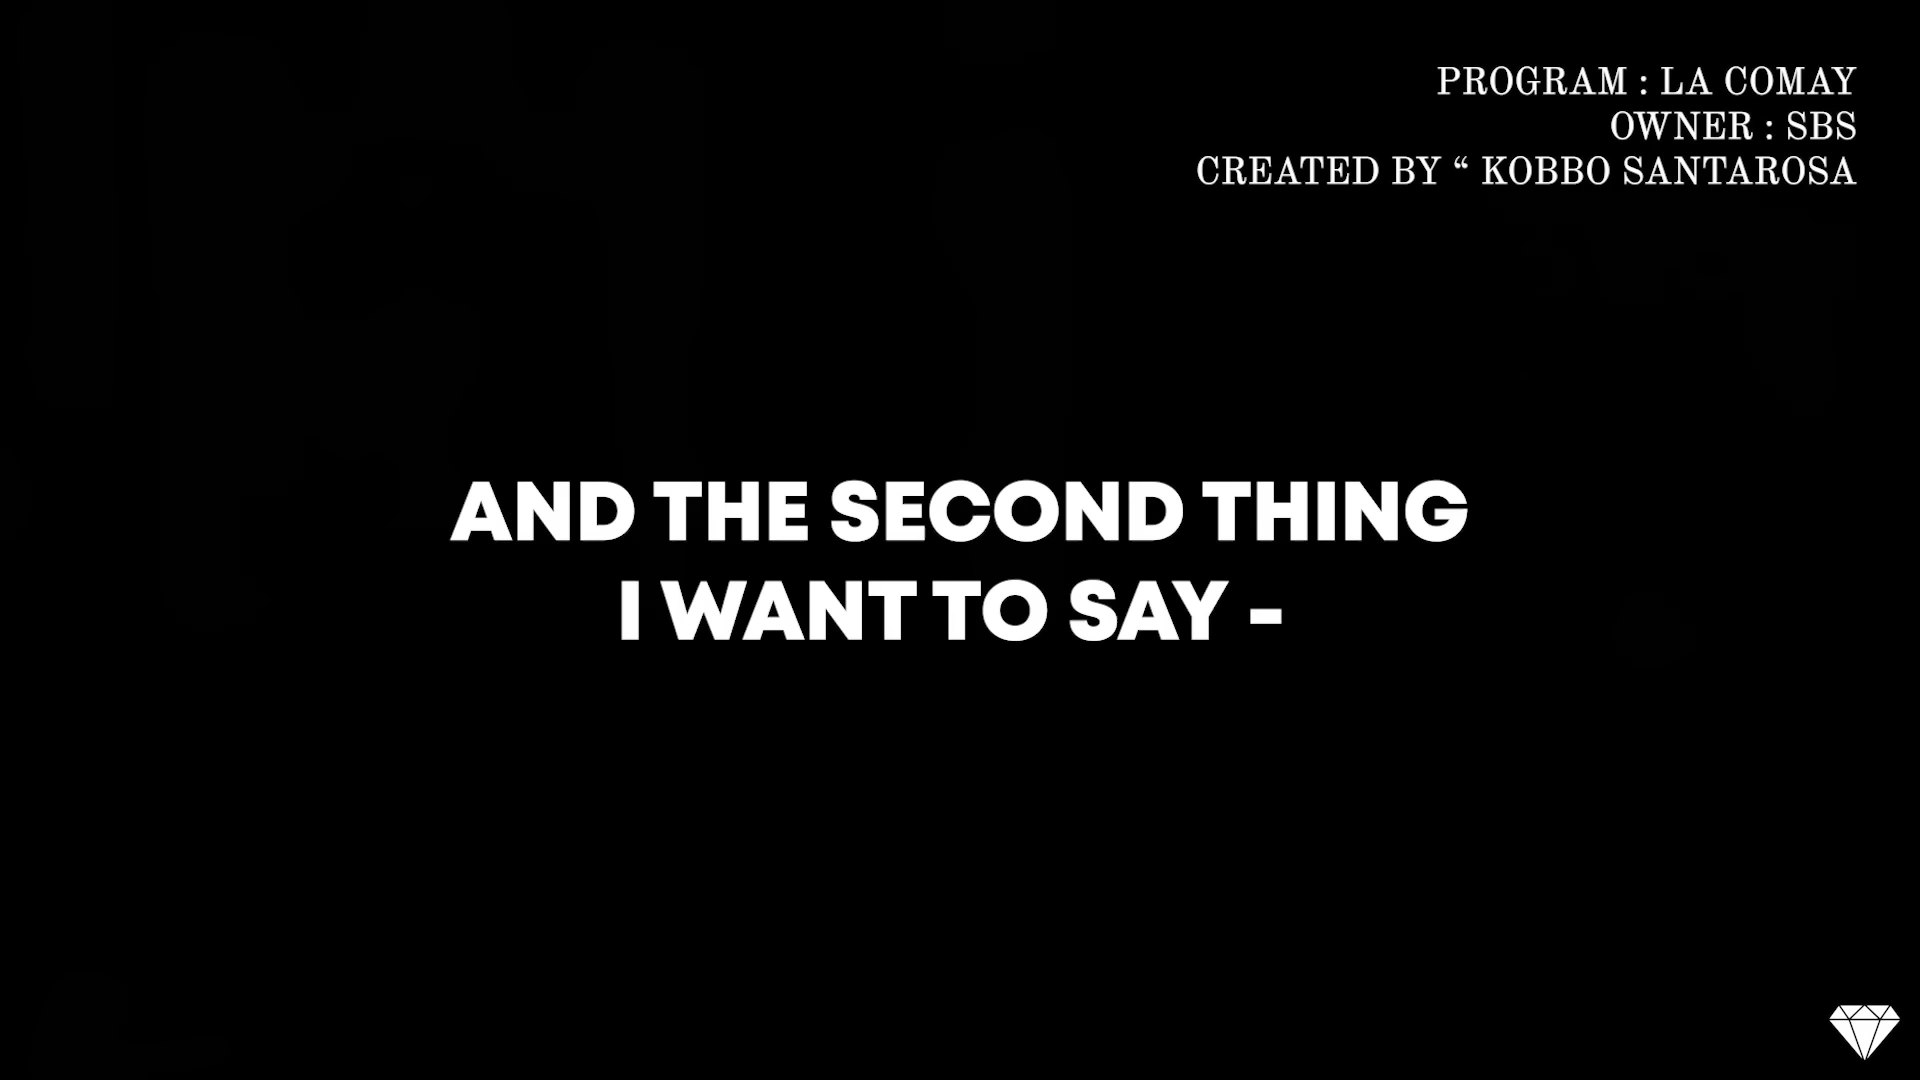 PROGRAM : LA COMAY
OWNER : SBS
CREATED BY “ KOBBO SANTAROSA
AND THE SECOND THING
I WANT TO SAY -